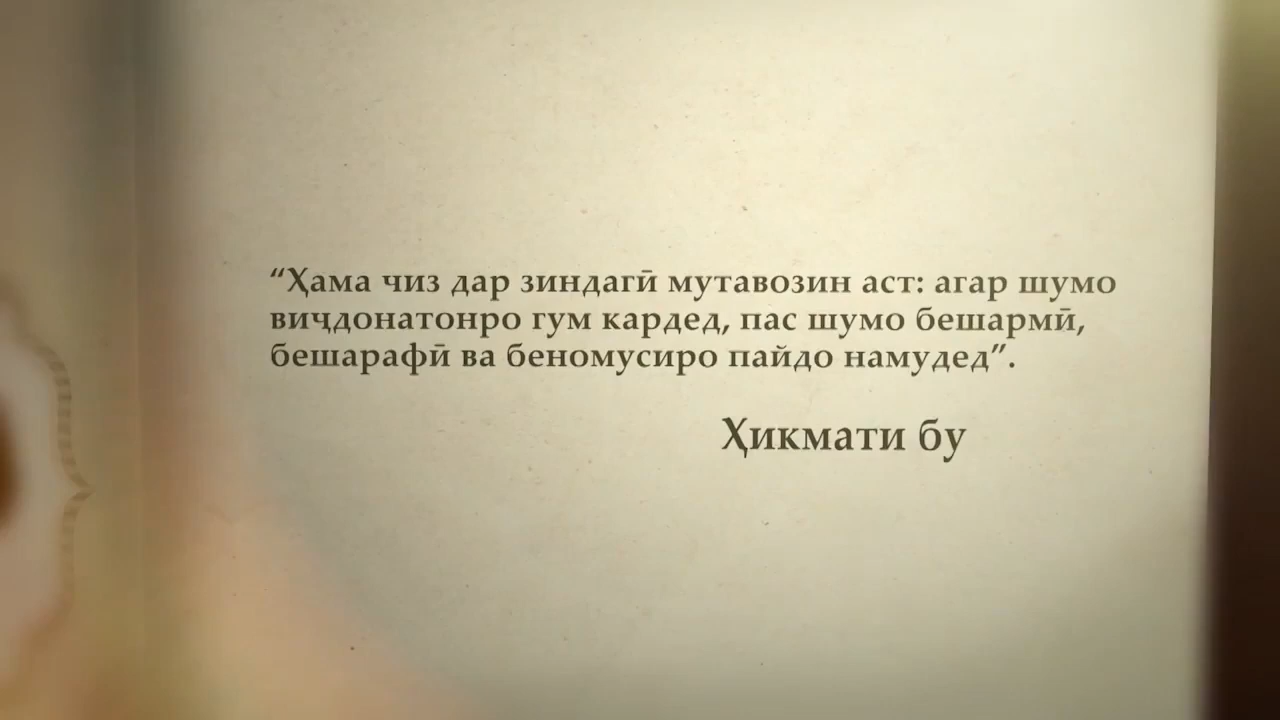 “Ҳама чиз дар зиндагӣ мутавозин аст: агар шумо
виҷдонатонро гум кардед, пас шумо бешармӣ,
бешарафӣ ва беномусиро пайдо намудед”.
Ҳикмати бу